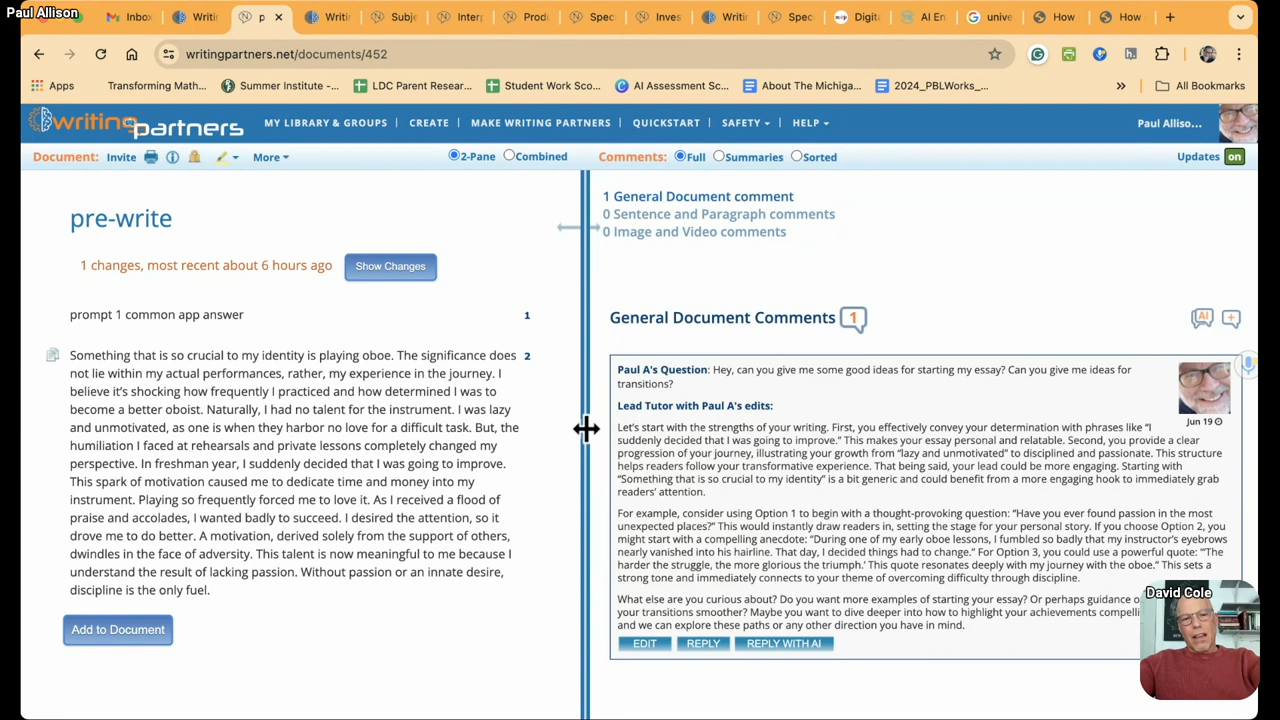 Paul Allison
Inbox
Writin
p
Writin
Subje
Interp
Produ
Speci
Inves
Writin
Speci
Digita
AI En
unive
How
How
writingpartners.net/documents/452
Apps
Transforming Math...
Summer Institute -...
LDC Parent Resear...
Student Work Sco...
AI Assessment Sc...
About The Michiga...
2024_PBLWorks_...
»
All Bookmarks
writingpartners
MY LIBRARY & GROUPS
CREATE
MAKE WRITING PARTNERS
QUICKSTART
SAFETY
HELP
Paul Alliso...
Document:
Invite
More
2-Pane
Combined
Comments:
Full
Summaries
Sorted
Updates
on
pre-write
1 changes, most recent about 6 hours ago
Show Changes
prompt 1 common app answer
1
Something that is so crucial to my identity is playing oboe. The significance does
2
not lie within my actual performances, rather, my experience in the journey. I
believe it's shocking how frequently I practiced and how determined I was to
become a better oboist. Naturally, I had no talent for the instrument. I was lazy
and unmotivated, as one is when they harbor no love for a difficult task. But, the
humiliation I faced at rehearsals and private lessons completely changed my
perspective. In freshman year, I suddenly decided that I was going to improve.
This spark of motivation caused me to dedicate time and money into my
instrument. Playing so frequently forced me to love it. As I received a flood of
praise and accolades, I wanted badly to succeed. I desired the attention, so it
drove me to do better. A motivation, derived solely from the support of others,
dwindles in the face of adversity. This talent is now meaningful to me because I
understand the result of lacking passion. Without passion or an innate desire,
discipline is the only fuel.
Add to Document
1 General Document comment
0 Sentence and Paragraph comments
0 Image and Video comments
General Document Comments
1
AI
Paul A's Question: Hey, can you give me some good ideas for starting my essay? Can you give me ideas for
transitions?
Jun 19
Lead Tutor with Paul A's edits:
Let's start with the strengths of your writing. First, you effectively convey your determination with phrases like "I
suddenly decided that I was going to improve." This makes your essay personal and relatable. Second, you provide a clear
progression of your journey, illustrating your growth from "lazy and unmotivated" to disciplined and passionate. This structure
helps readers follow your transformative experience. That being said, your lead could be more engaging. Starting with
"Something that is so crucial to my identity" is a bit generic and could benefit from a more engaging hook to immediately grab
readers' attention.
For example, consider using Option 1 to begin with a thought-provoking question: "Have you ever found passion in the most
unexpected places?" This would instantly draw readers in, setting the stage for your personal story. If you choose Option 2, you
might start with a compelling anecdote: "During one of my early oboe lessons, I fumbled so badly that my instructor's eyebrows
nearly vanished into his hairline. That day, I decided things had to change." For Option 3, you could use a powerful quote: "'The
harder the struggle, the more glorious the triumph.' This quote resonates deeply with my journey with the oboe." This sets a
strong tone and immediately connects to your theme of overcoming difficulty through discipline.
What else are you curious about? Do you want more examples of starting your essay? Or perhaps guidance o
your transitions smoother? Maybe you want to dive deeper into how to highlight your achievements compelli
and we can explore these paths or any other direction you have in mind.
EDIT
REPLY
REPLY WITH AI
David Cole